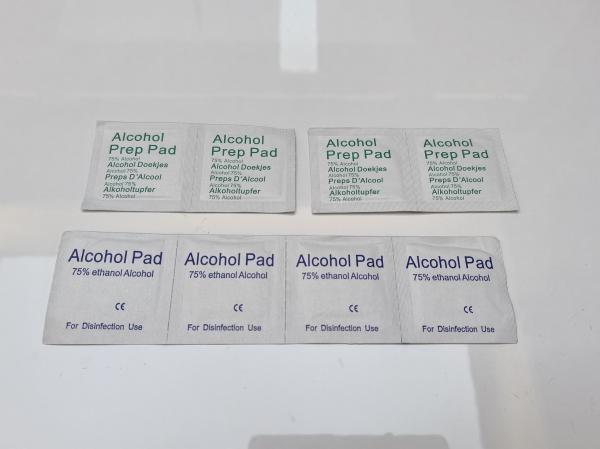 Alcohol
Prep Pad
75% Alcohol
Alcohol Doekjes
Alcohol 75%
Preps D'Alcool
Alcohol 75%
Alkoholtupfer
75% Alcohol
Alcohol
Prep Pad
75% Alcohol
Alcohol Doekjes
Alcohol 75%
Preps D'Alcool
Alcohol 75%
Alkoholtupfer
75% Alcohol
Alcohol
Prep Pad
75% Alcohol
Alcohol Doekjes
Alcohol 75%
Preps D'Alcool
Alcohol 75%
Alkoholtupfer
75% Alcohol
Alcohol
Prep Pad
75% Alcohol
Alcohol Doekjes
Alcohol 75%
Preps D'Alcool
Alcohol 75%
Alkoholtupfer
75% Alcohol
Alcohol Pad
75% ethanol Alcohol
CE
For Disinfection Use
Alcohol Pad
75% ethanol Alcohol
CE
For Disinfection Use
Alcohol Pad
75% ethanol Alcohol
CE
For Disinfection Use
Alcohol Pad
75% ethanol Alcohol
CE
For Disinfection Use